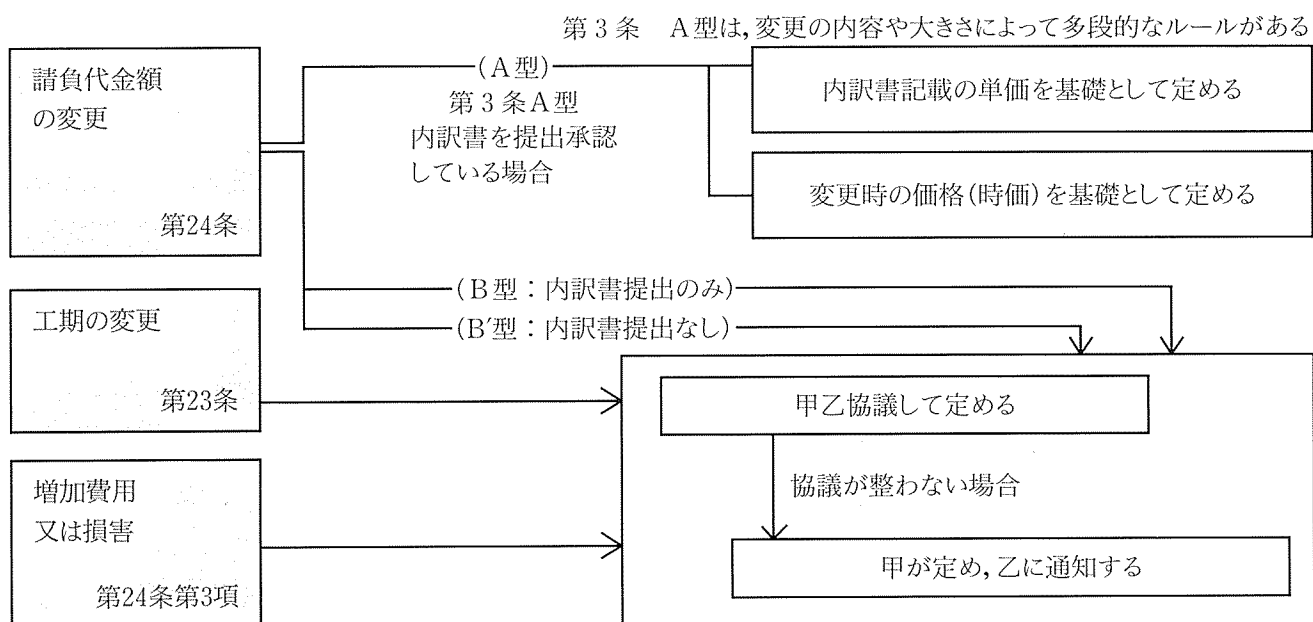 第3条　A型は,変更の内容や大きさによって多段的なルールがある
請負代金額
の変更
第24条
(A型)
第3条A型
内訳書を提出承認
している場合
内訳書記載の単価を基礎として定める
変更時の価格(時価)を基礎として定める
(B型：内訳書提出のみ)
(B′型：内訳書提出なし)
工期の変更
第23条
甲乙協議して定める
協議が整わない場合
増加費用
又は損害
第24条第3項
甲が定め,乙に通知する